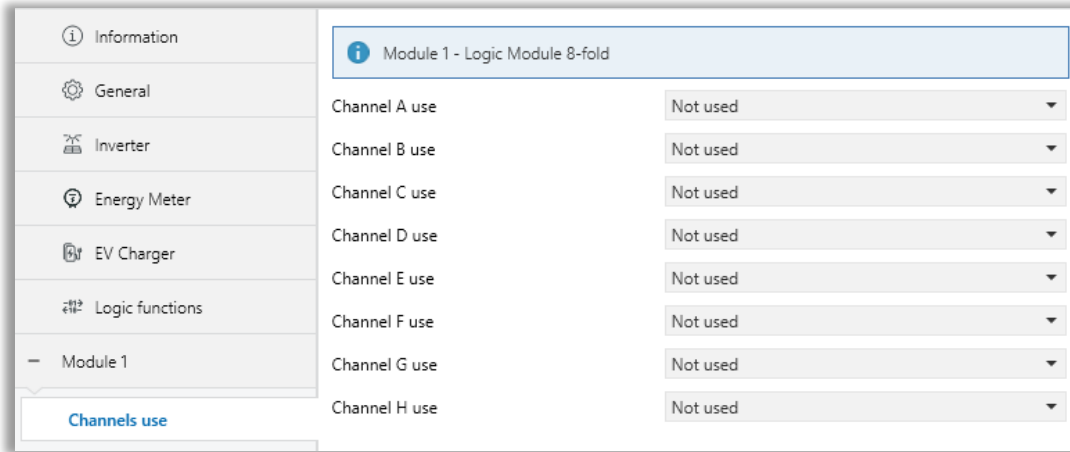 Information
General
Inverter
Energy Meter
EV Charger
Logic functions
Module 1
Channels use
Module 1 - Logic Module 8-fold
Channel A use Not used
Channel B use Not used
Channel C use Not used
Channel D use Not used
Channel E use Not used
Channel F use Not used
Channel G use Not used
Channel H use Not used